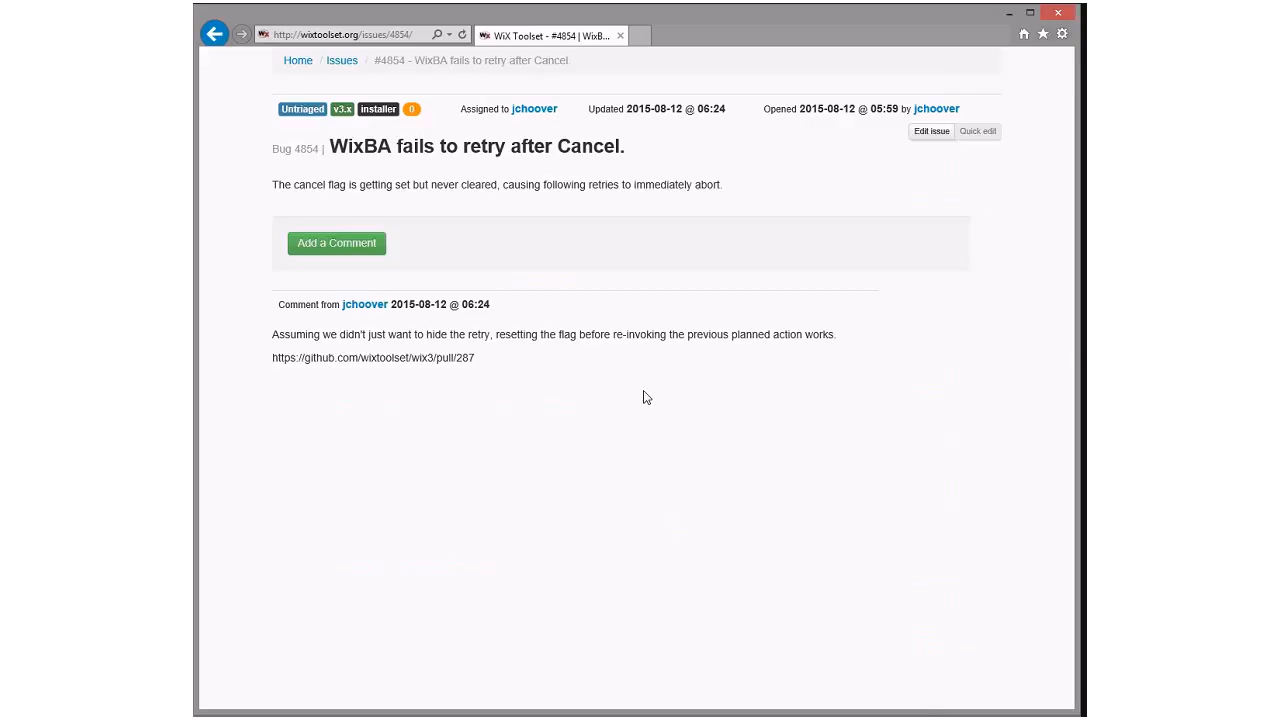 http://wixtoolset.org/issues/4854/ WiX Toolset - #4854 | WixB...
Home / Issues / #4854 - WixBA fails to retry after Cancel.
Untriaged v3.x installer 0 Assigned to jchoover Updated 2015-08-12 @ 06:24 Opened 2015-08-12 @ 05:59 by jchoover
Edit issue Quick edit
Bug 4854 | WixBA fails to retry after Cancel.
The cancel flag is getting set but never cleared, causing following retries to immediately abort.
Add a Comment
Comment from jchoover 2015-08-12 @ 06:24
Assuming we didn't just want to hide the retry, resetting the flag before re-invoking the previous planned action works.
https://github.com/wixtoolset/wix3/pull/287